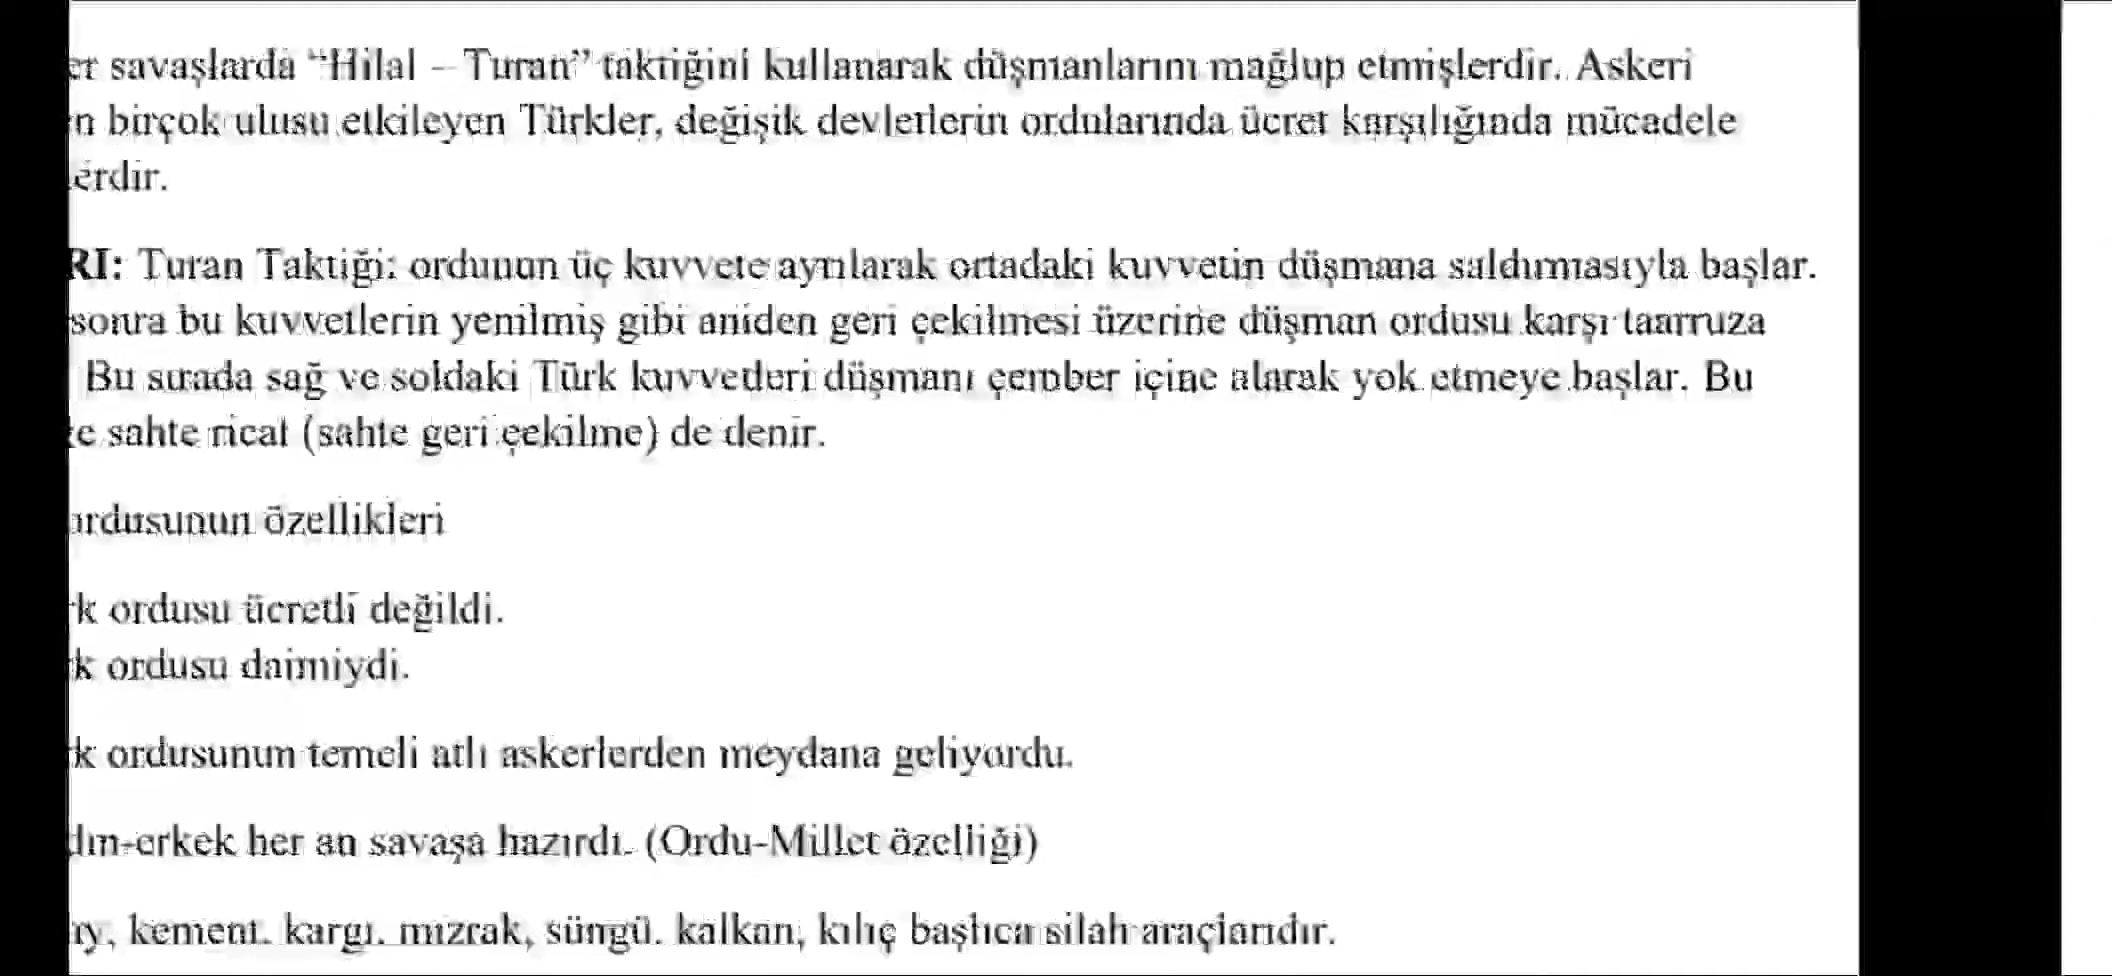 savaşlarda “Hilal – Turan” taktiğini kullanarak düşmanlarını mağlup etmişlerdir. Askeri
birçok ulusu etkileyen Türkler, değişik devletlerin ordularında ücret karşılığında mücadele
erdir.
RI: Turan Taktiği: ordunun üç kuvvete ayrılarak ortadaki kuvvetin düşmana saldırmasıyla başlar.
sonra bu kuvvetlerin yenilmiş gibi aniden geri çekilmesi üzerine düşman ordusu karşı taarruza
Bu sırada sağ ve soldaki Türk kuvvetleri düşmanı çember içine alarak yok etmeye başlar. Bu
e sahte ricat (sahte geri çekilme) de denir.
ordusunun özellikleri
k ordusu ücretli değildi.
k ordusu daimiydi.
k ordusunun temeli atlı askerlerden meydana geliyordu.
dın-erkek her an savaşa hazırdı. (Ordu-Millet özelliği)
ay, kement. kargı. mızrak, süngü. kalkan, kılıç başlıca silah araçlarıdır.